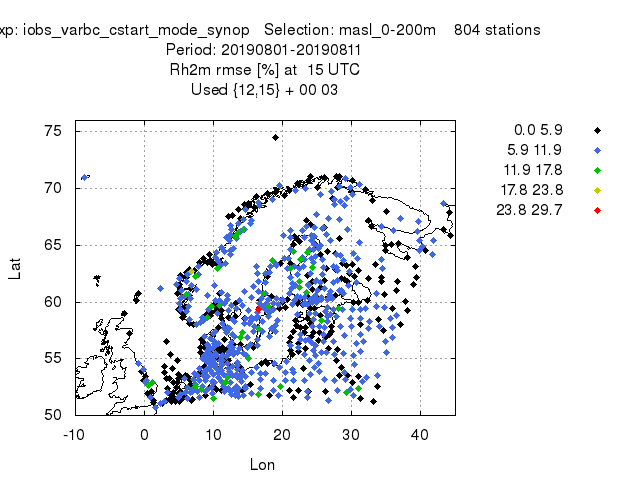 xp: iobs_varbc_cstart_mode_synop Selection: masl_0-200m 804 stations
Period: 20190801-20190811
Rh2m rmse [%] at 15 UTC
Used {12,15} + 00 03
0.0 5.9
5.9 11.9
11.9 17.8
17.8 23.8
23.8 29.7
75
70
65
60
55
50
Lat
-10 0 10 20 30 40
Lon